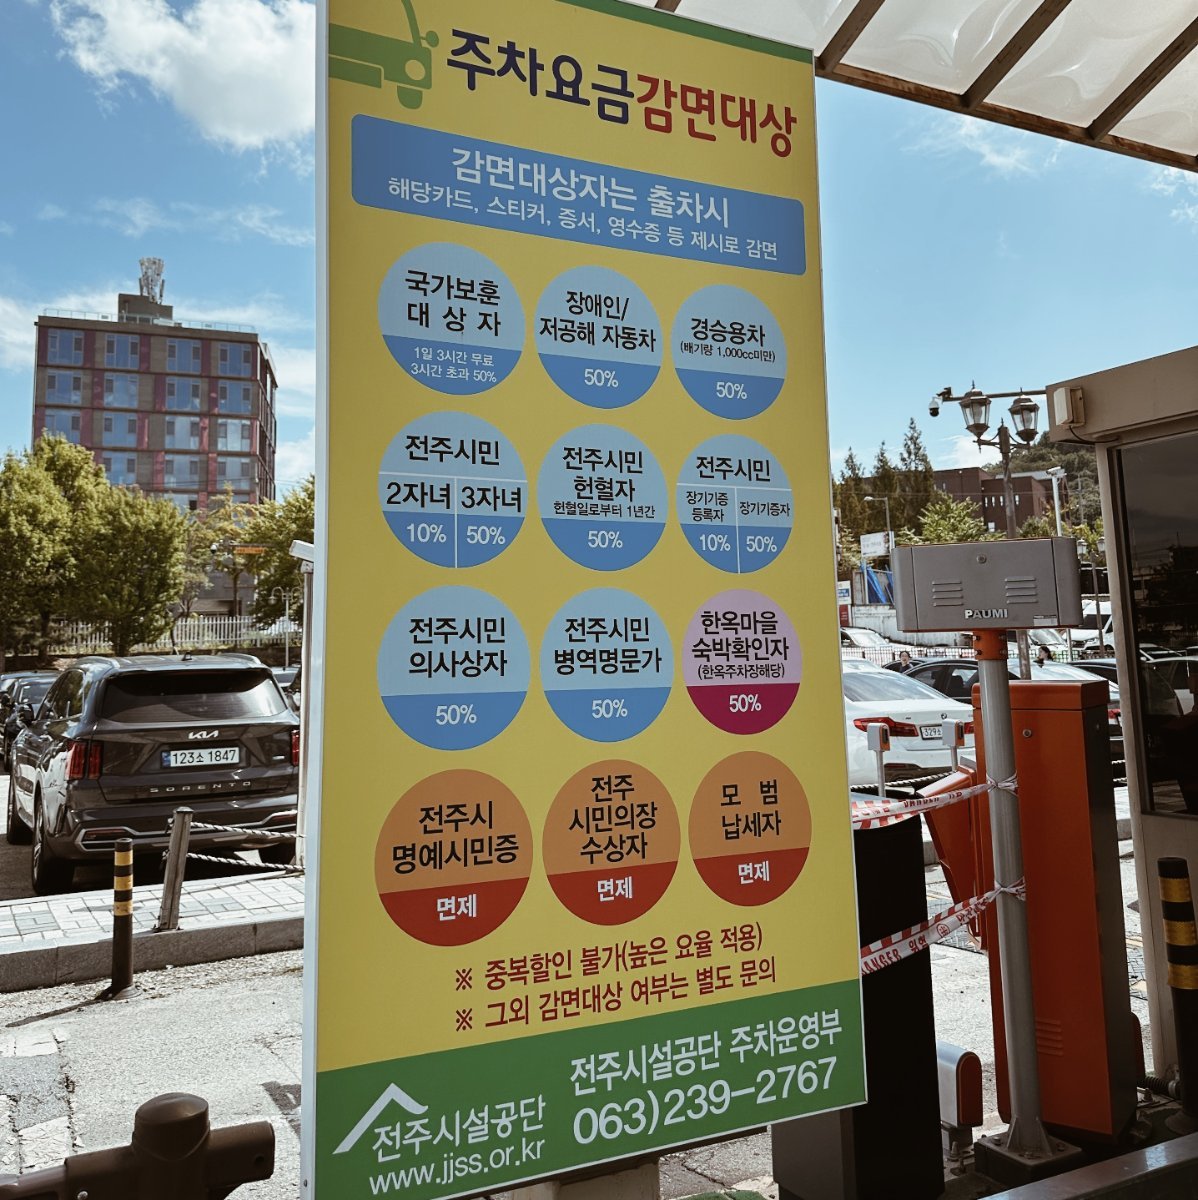 주차요금감면대상
감면대상자는 출차시
해당카드, 스티커, 증서, 영수증 등 제시로 감면
국가보훈
대 상 자
1일 3시간 무료
3시간 초과 50%
장애인/
저공해 자동차
50%
경승용차
(배기량 1,000cc미만)
50%
전주시민
2자녀 3자녀
10% 50%
전주시민
헌혈자
헌혈일로부터 1년간
50%
전주시민
장기기증
등록자
장기기증자
10% 50%
전주시민
의사상자
50%
전주시민
병역명문가
50%
한옥마을
숙박확인자
(한옥주차장해당)
50%
전주시
명예시민증
면제
전주
시민의장
수상자
면제
모 범
납세자
면제
※ 중복할인 불가(높은 요율 적용)
※ 그외 감면대상 여부는 별도 문의
전주시설공단
www.jjss.or.kr
전주시설공단 주차운영부
063)239-2767
PAUMI
KIA
123소 1847
SORENTO
329소
DANGER